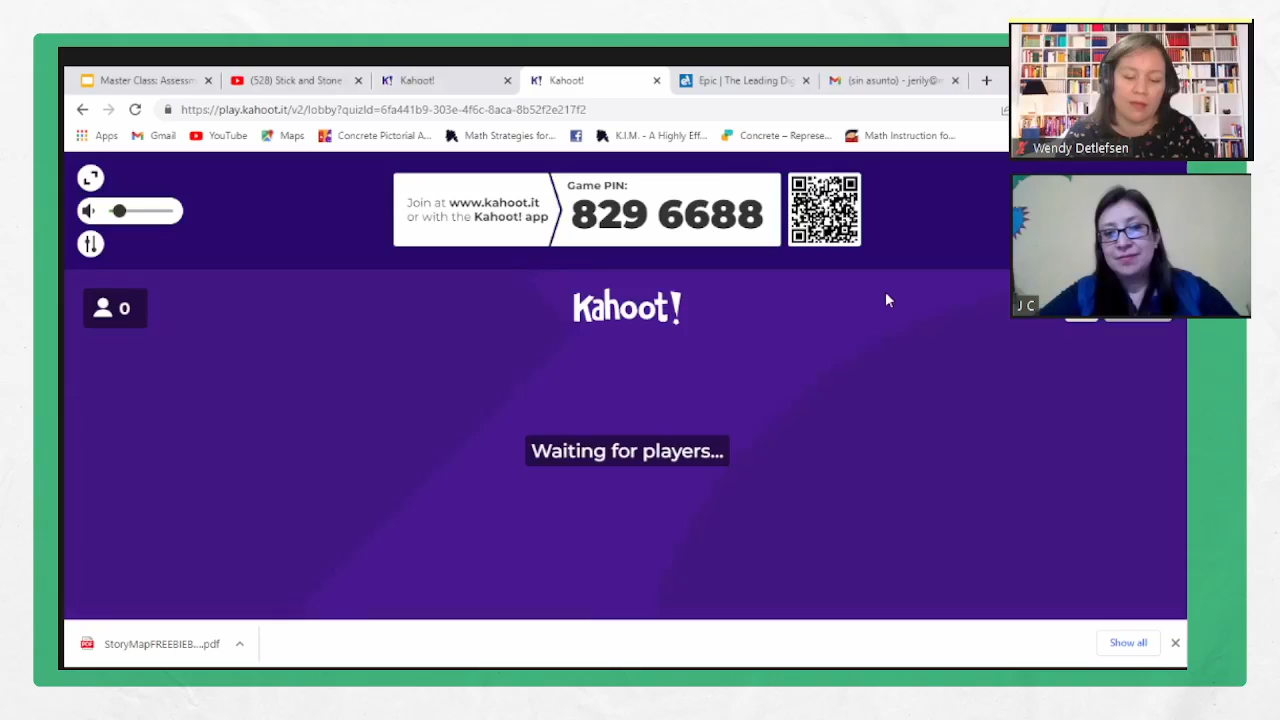 Master Class: Assessm
(528) Stick and Stone
K! Kahoot!
K! Kahoot!
Epic | The Leading Dig
(sin asunto) - jerily@m
https://play.kahoot.it/v2/lobby?quizId=6fa441b9-303e-4f6c-8aca-8b52f2e217f2
Apps
Gmail
YouTube
Maps
Concrete Pictorial A...
Math Strategies for...
K.I.M. - A Highly Eff...
Concrete – Represe...
Math Instruction fo...
Wendy Detlefsen
Join at www.kahoot.it
or with the Kahoot! app
Game PIN:
829 6688
J C
0
Kahoot!
Waiting for players...
PDF
StoryMapFREEBIEB....pdf
Show all